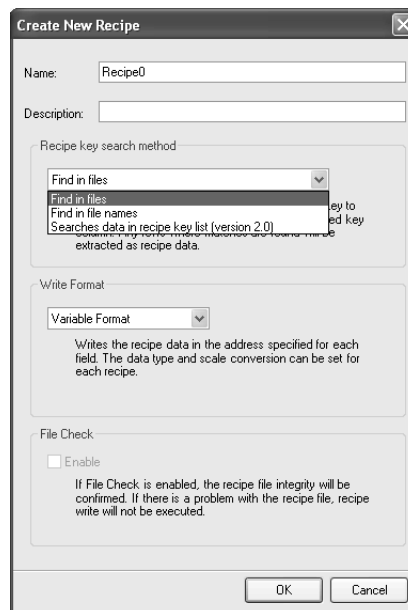 Create New Recipe
Name:
Recipe0
Description:
Recipe key search method
Find in files
Find in files
Find in file names
Searches data in recipe key list (version 2.0)
key to
ed key
extracted as recipe data.
Write Format
Variable Format
Writes the recipe data in the address specified for each
field. The data type and scale conversion can be set for
each recipe.
File Check
Enable
If File Check is enabled, the recipe file integrity will be
confirmed. If there is a problem with the recipe file, recipe
write will not be executed.
OK
Cancel